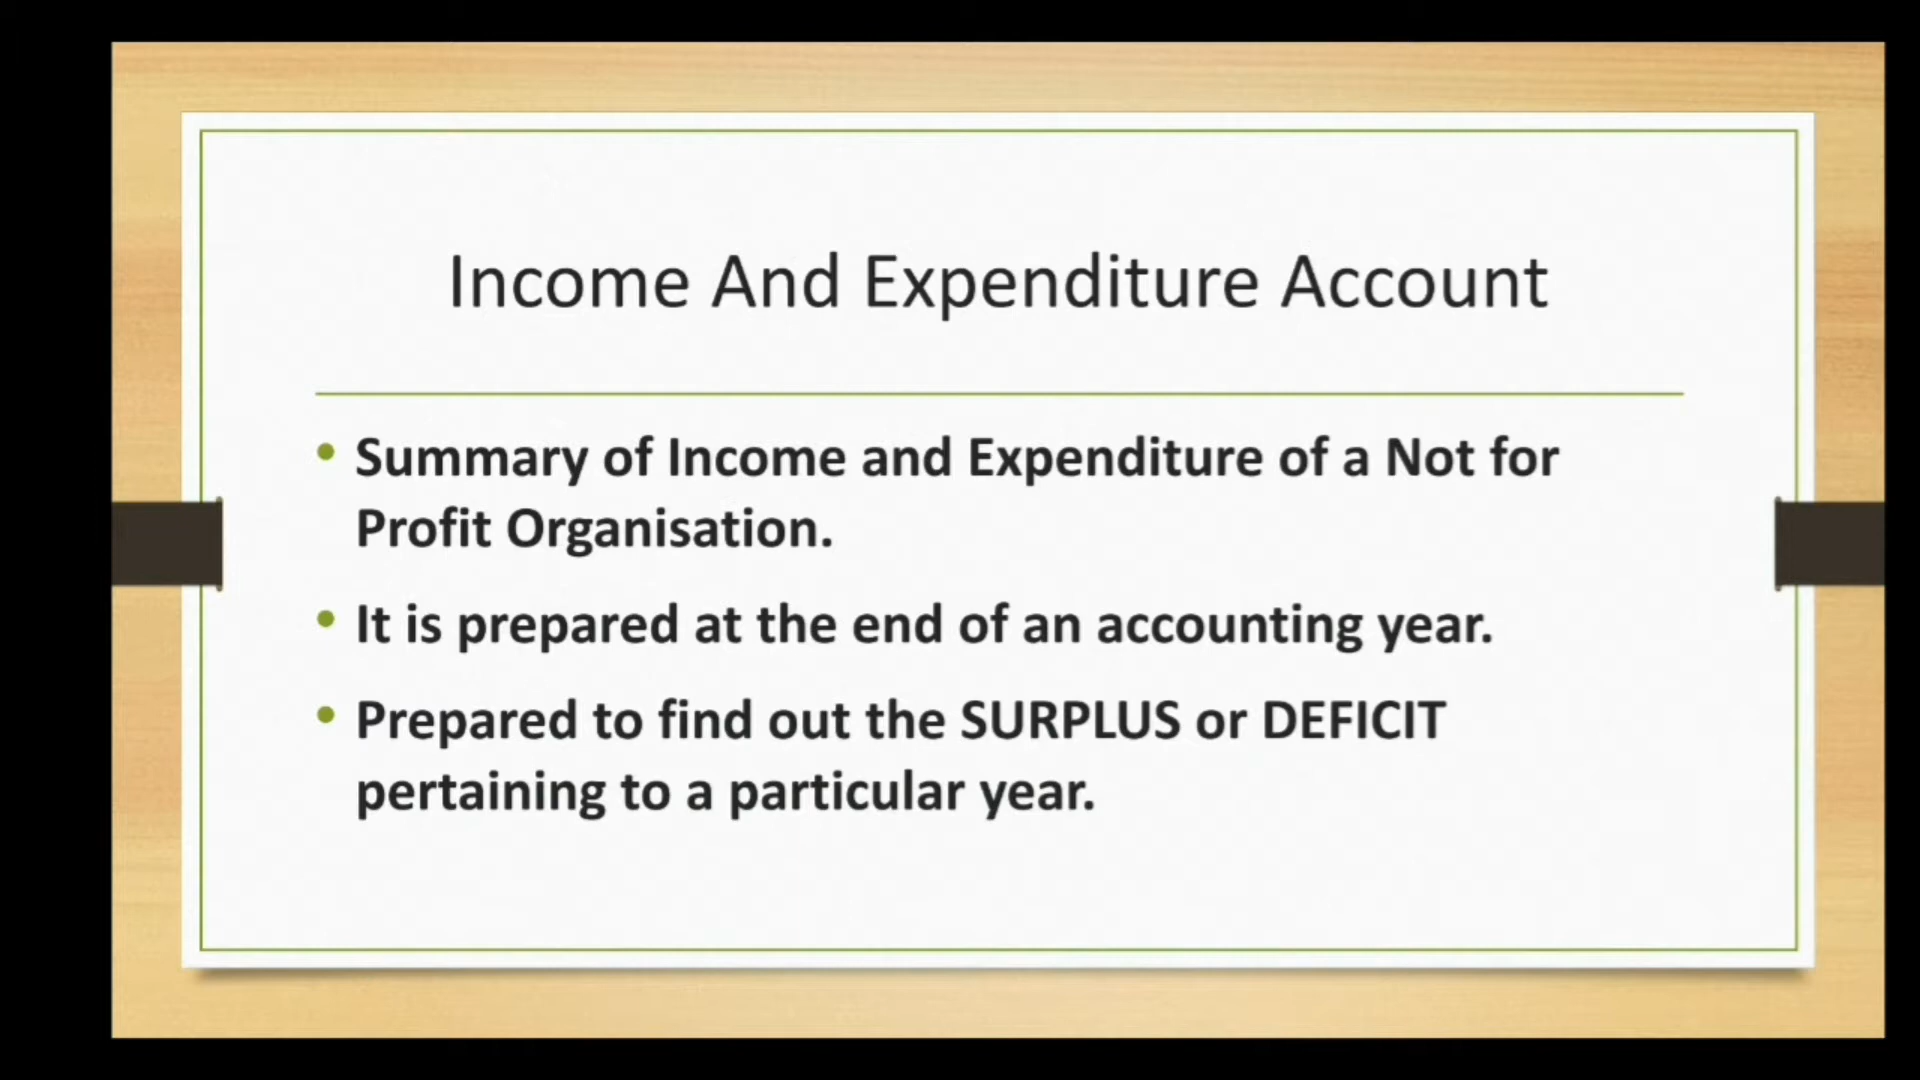 Income And Expenditure Account
• Summary of Income and Expenditure of a Not for
Profit Organisation.
• It is prepared at the end of an accounting year.
• Prepared to find out the SURPLUS or DEFICIT
pertaining to a particular year.